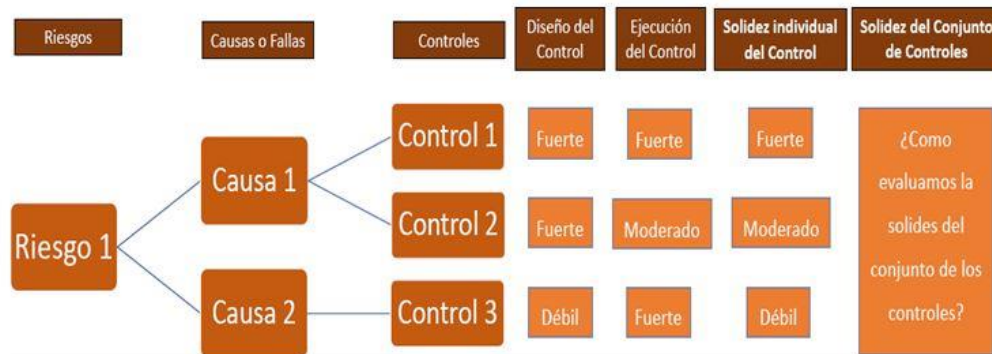 Riesgos
Causas o Fallas
Controles
Diseño del
Control
Ejecución
del Control
Solidez individual
del Control
Solidez del Conjunto
de Controles
Riesgo 1
Causa 1
Causa 2
Control 1
Fuerte
Fuerte
Fuerte
Control 2
Fuerte
Moderado
Moderado
Control 3
Débil
Fuerte
Débil
¿Como
evaluamos la
solides del
conjunto de los
controles?